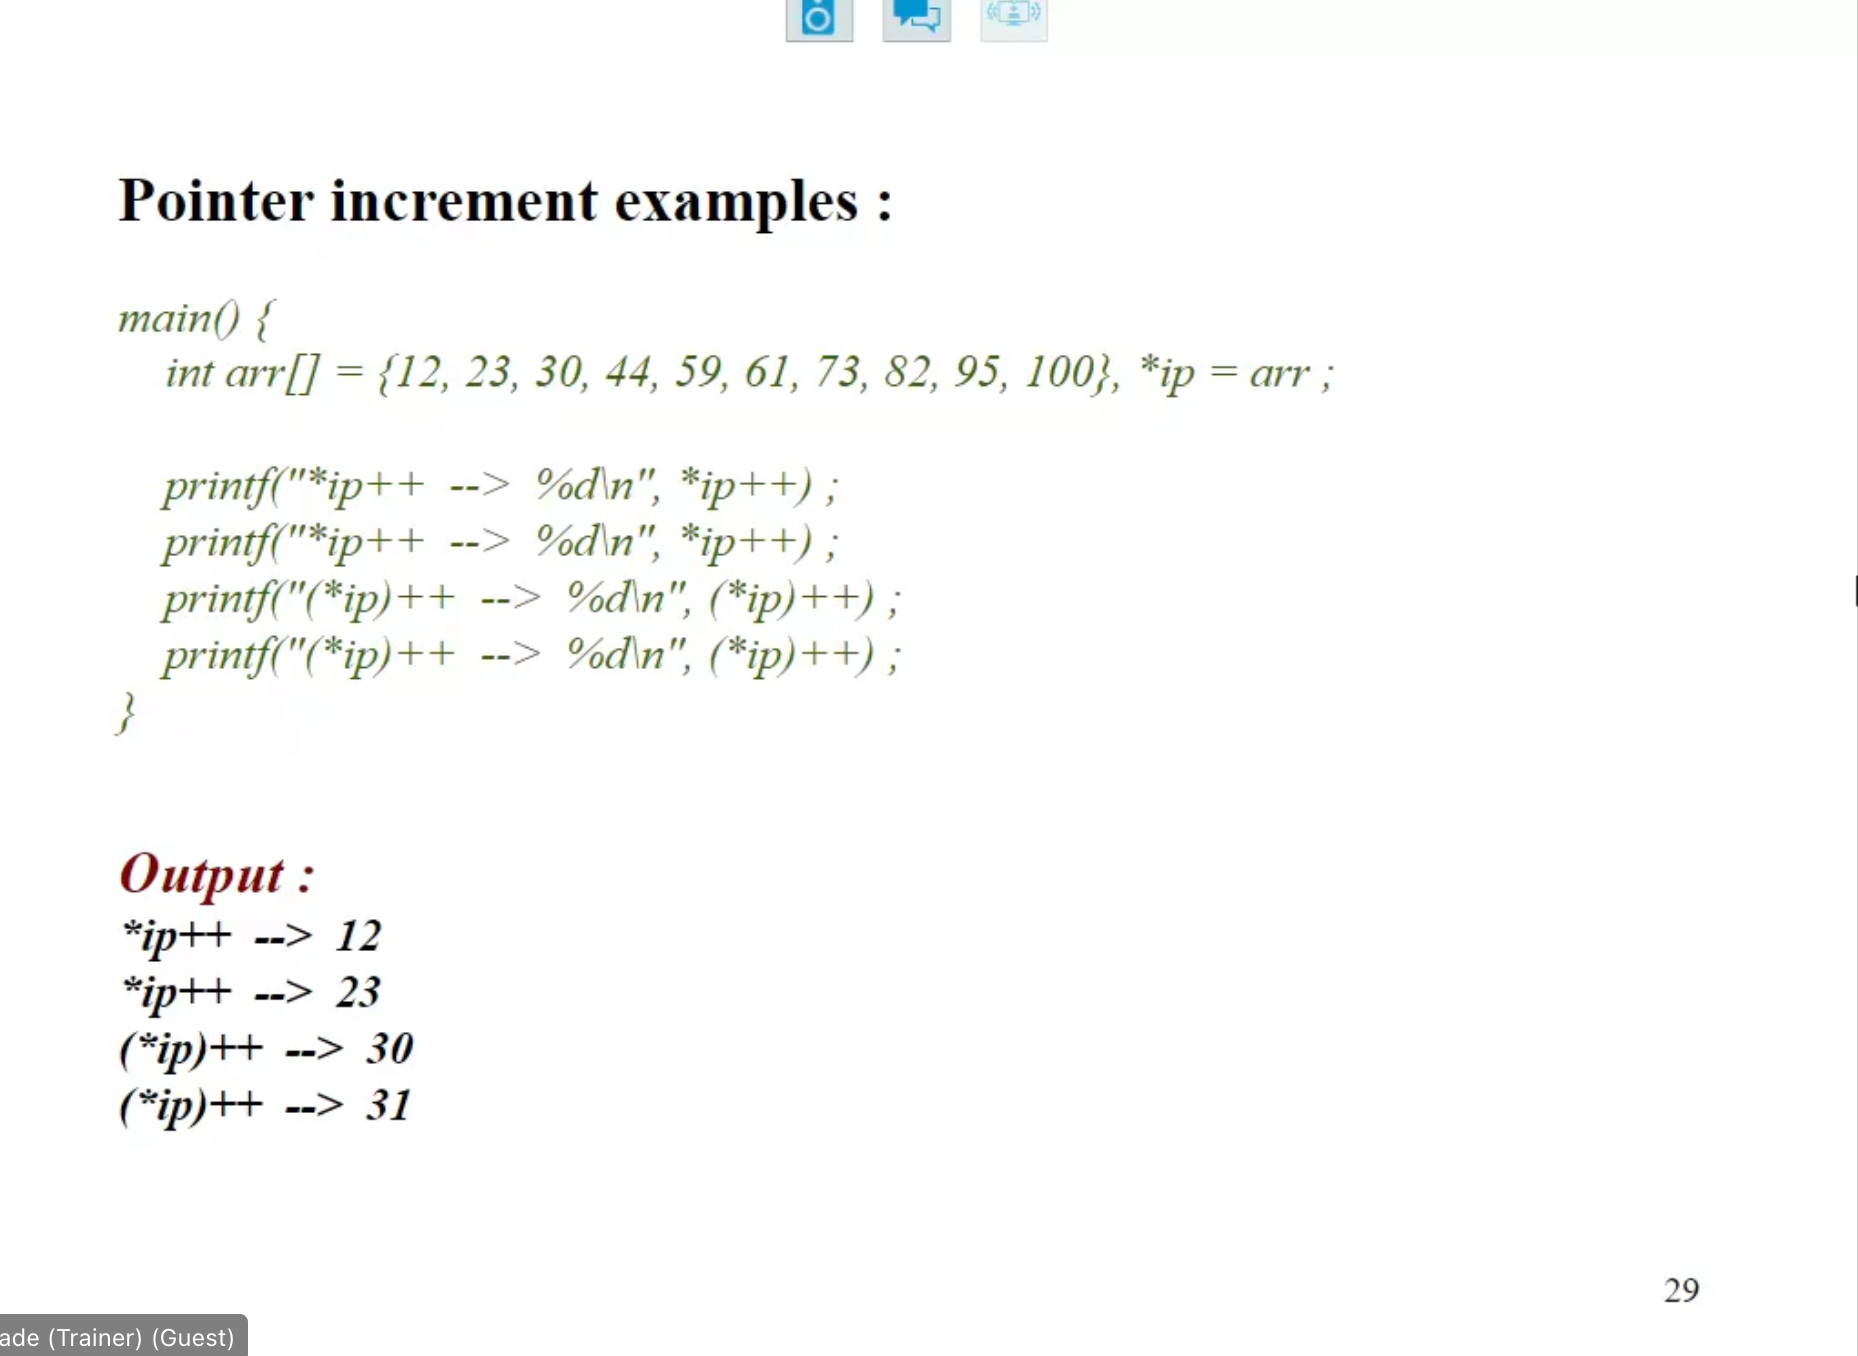 Pointer increment examples :
main() {
int arr[] = {12, 23, 30, 44, 59, 61, 73, 82, 95, 100}, *ip = arr ;
printf("*ip++ --> %d\n", *ip++) ;
printf("*ip++ --> %d\n", *ip++) ;
printf("(*ip)++ --> %d\n", (*ip)++) ;
printf("(*ip)++ --> %d\n", (*ip)++) ;
}
Output :
*ip++ --> 12
*ip++ --> 23
(*ip)++ --> 30
(*ip)++ --> 31
29
ade (Trainer) (Guest)